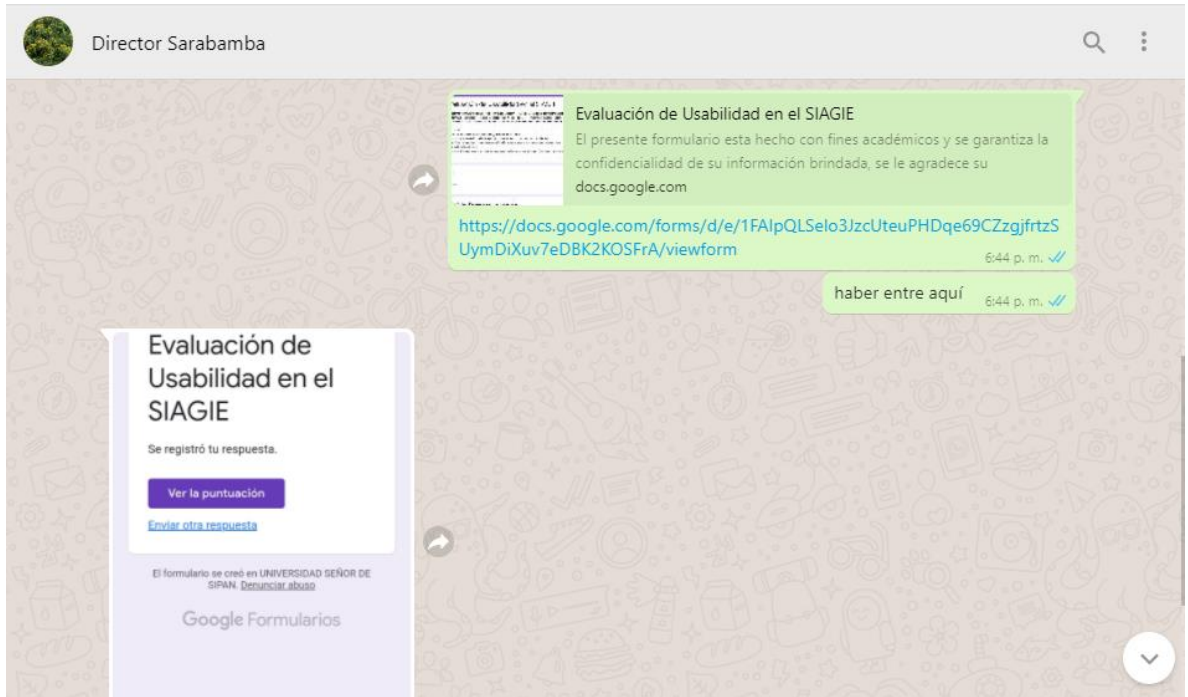 Director Sarabamba
Evaluación de Usabilidad en el SIAGIE
El presente formulario esta hecho con fines académicos y se garantiza la
confidencialidad de su información brindada, se le agradece su
docs.google.com
https://docs.google.com/forms/d/e/1FAIpQLSelo3JzcUteuPHDqe69CZzgjfrtzS
UymDiXuv7eDBK2KOSFrA/viewform
6:44 p. m.
haber entre aquí
6:44 p. m.
Evaluación de
Usabilidad en el
SIAGIE
Se registró tu respuesta.
Ver la puntuación
Enviar otra respuesta
El formulario se creó en UNIVERSIDAD SEÑOR DE
SIPAN. Denunciar abuso
Google Formularios